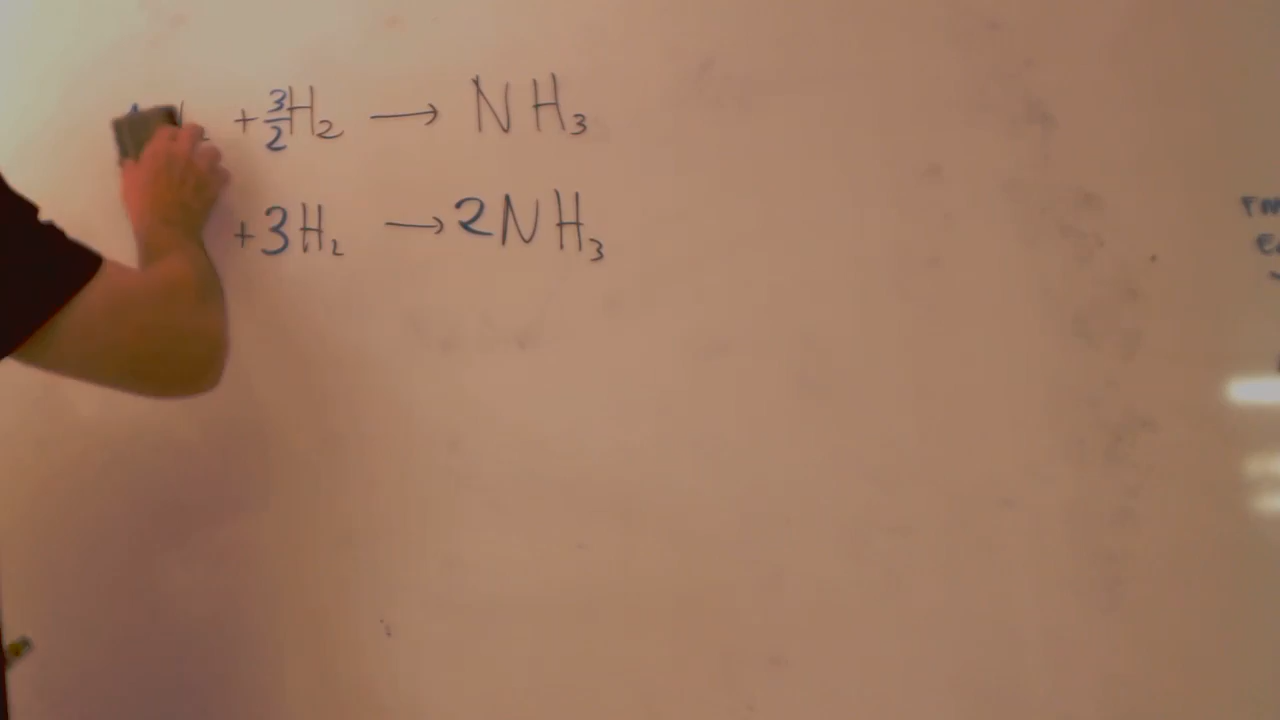 + 3/2 H₂ ⟶ NH₃
+ 3H₂ ⟶ 2NH₃